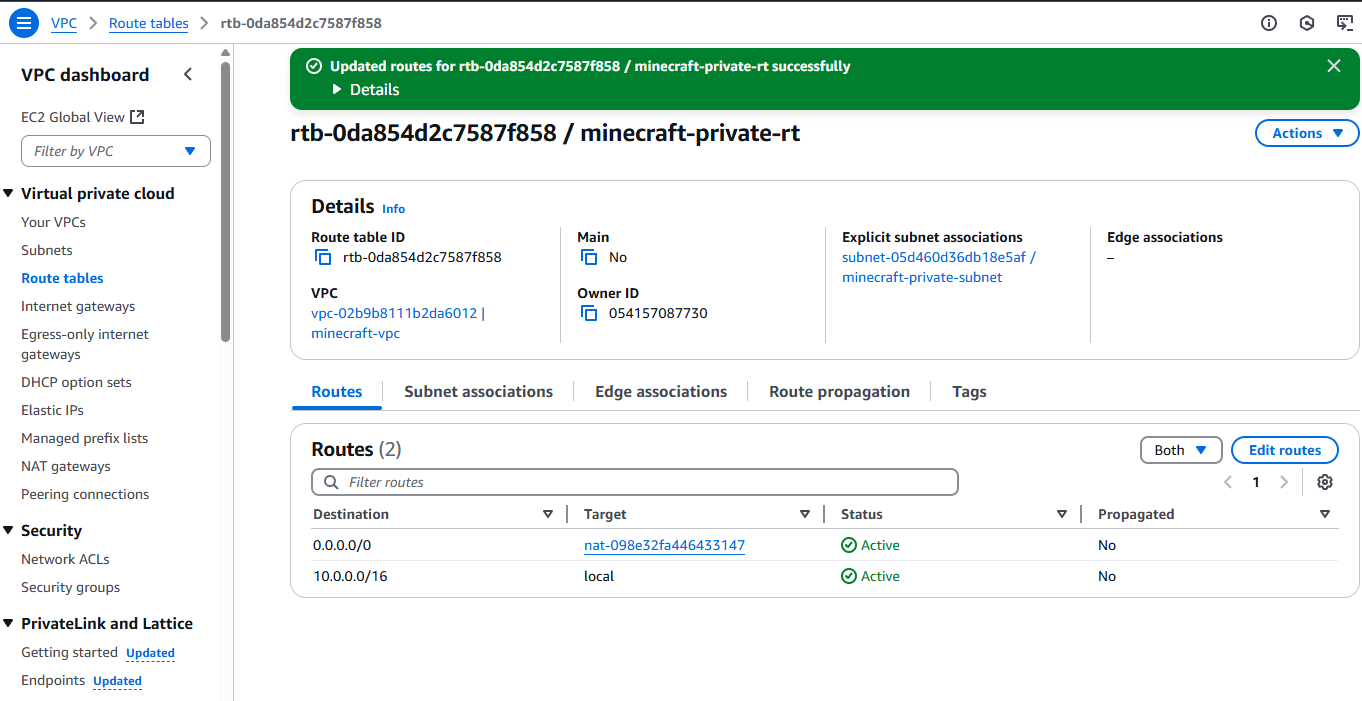 VPC > Route tables > rtb-0da854d2c7587f858
VPC dashboard
EC2 Global View
Filter by VPC
Virtual private cloud
Your VPCs
Subnets
Route tables
Internet gateways
Egress-only internet
gateways
DHCP option sets
Elastic IPs
Managed prefix lists
NAT gateways
Peering connections
Security
Network ACLs
Security groups
PrivateLink and Lattice
Getting started Updated
Endpoints Updated
Updated routes for rtb-0da854d2c7587f858 / minecraft-private-rt successfully
Details
rtb-0da854d2c7587f858 / minecraft-private-rt
Actions
Details Info
Route table ID
rtb-0da854d2c7587f858
VPC
vpc-02b9b8111b2da6012 |
minecraft-vpc
Main
No
Owner ID
054157087730
Explicit subnet associations
subnet-05d460d36db18e5af /
minecraft-private-subnet
Edge associations
–
Routes Subnet associations Edge associations Route propagation Tags
Routes (2)
Both Edit routes
Filter routes
1
Destination Target Status Propagated
0.0.0.0/0 nat-098e32fa446433147 Active No
10.0.0.0/16 local Active No